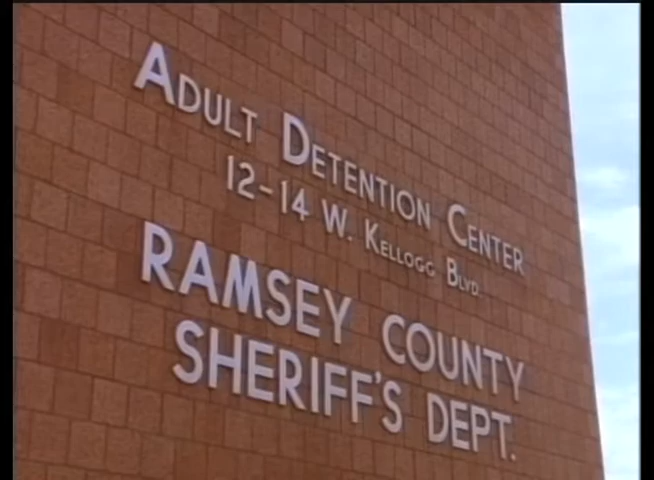 ADULT DETENTION CENTER
12-14 W. KELLOGG BLVD.
RAMSEY COUNTY
SHERIFF'S DEPT.